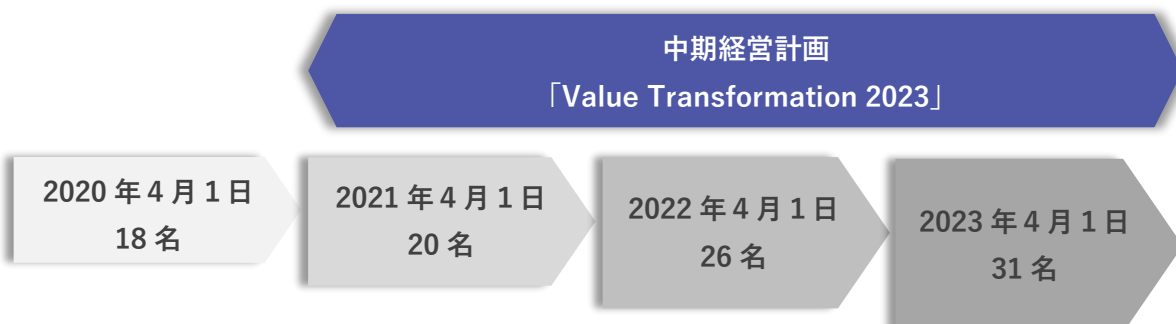 中期経営計画
「Value Transformation 2023」
2020 年 4 月 1 日
18 名
2021 年 4 月 1 日
20 名
2022 年 4 月 1 日
26 名
2023 年 4 月 1 日
31 名